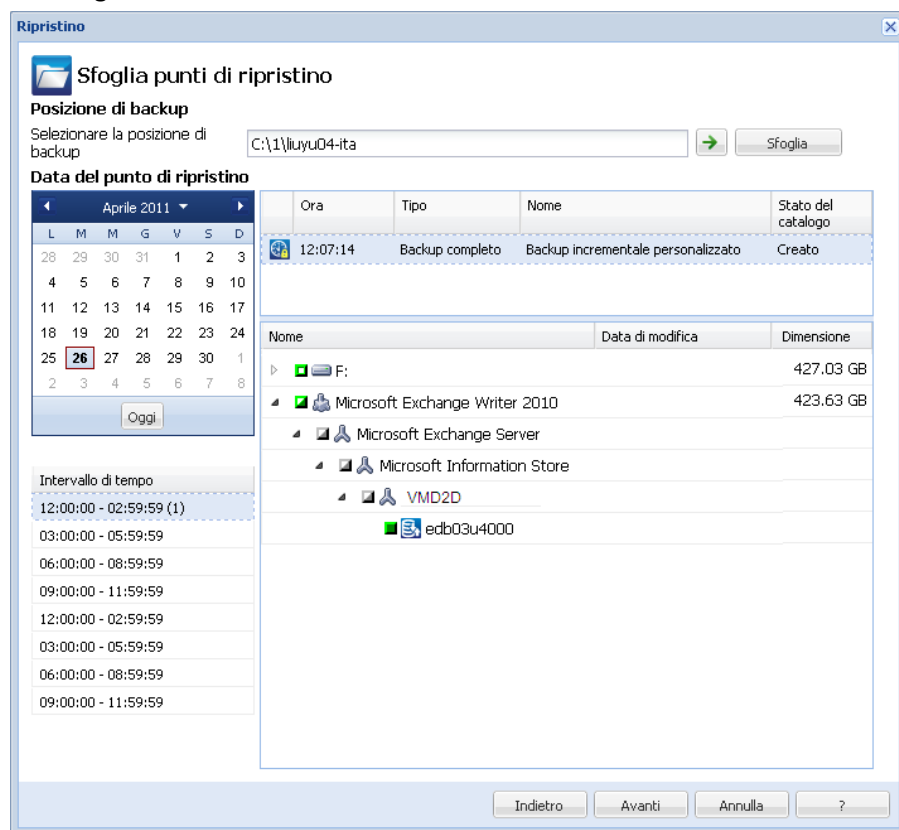 Ripristino
Sfoglia punti di ripristino
Posizione di backup
Selezionare la posizione di
backup
C:\1\liuyu04-ita
Sfoglia
Data del punto di ripristino
Aprile 2011
L M M G V S D
28 29 30 31 1 2 3
4 5 6 7 8 9 10
11 12 13 14 15 16 17
18 19 20 21 22 23 24
25 26 27 28 29 30 1
2 3 4 5 6 7 8
Oggi
Intervallo di tempo
12:00:00 - 02:59:59 (1)
03:00:00 - 05:59:59
06:00:00 - 08:59:59
09:00:00 - 11:59:59
12:00:00 - 02:59:59
03:00:00 - 05:59:59
06:00:00 - 08:59:59
09:00:00 - 11:59:59
Ora Tipo Nome Stato del
catalogo
12:07:14 Backup completo Backup incrementale personalizzato Creato
Nome Data di modifica Dimensione
F: 427.03 GB
Microsoft Exchange Writer 2010 423.63 GB
Microsoft Exchange Server
Microsoft Information Store
VMD2D
edb03u4000
Indietro Avanti Annulla ?